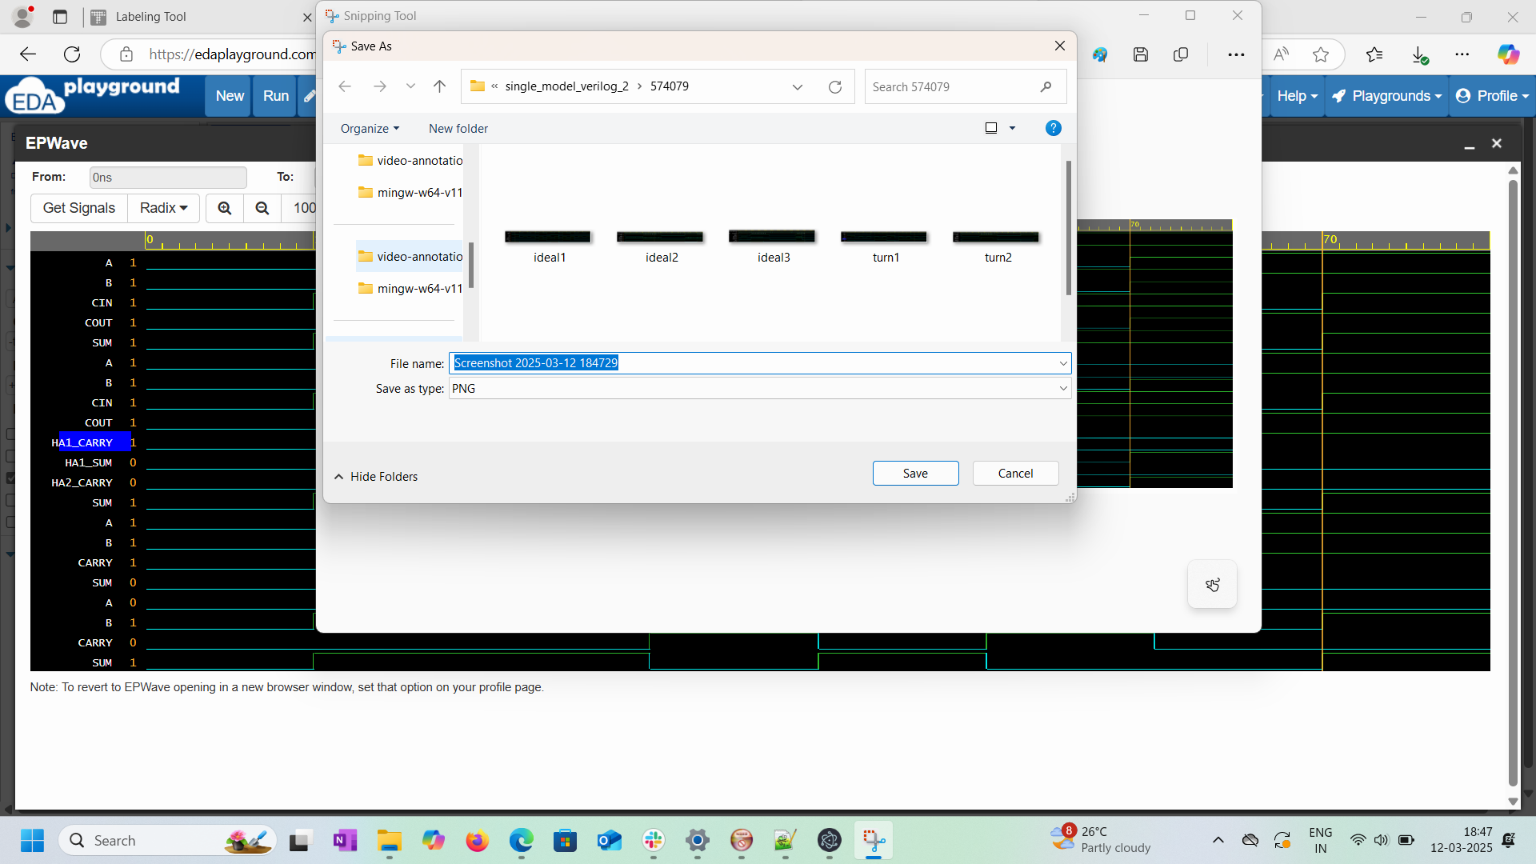 Labeling Tool
Snipping Tool
https://edaplayground.com
Save As
single_model_verilog_2 › 574079
Search 574079
EDA playground
New
Run
Help
Playgrounds
Profile
Organize
New folder
EPWave
From:
0ns
To:
Get Signals
Radix
100
video-annotatio
mingw-w64-v11
video-annotatio
mingw-w64-v11
ideal1
ideal2
ideal3
turn1
turn2
File name:
Screenshot 2025-03-12 184729
Save as type:
PNG
Hide Folders
Save
Cancel
0
70
70
A 1
B 1
CIN 1
COUT 1
SUM 1
A 1
B 1
CIN 1
COUT 1
HA1_CARRY 1
HA1_SUM 0
HA2_CARRY 0
SUM 1
A 1
B 1
CARRY 1
SUM 0
A 0
B 1
CARRY 0
SUM 1
Note: To revert to EPWave opening in a new browser window, set that option on your profile page.
Search
8
26°C
Partly cloudy
ENG
IN
18:47
12-03-2025